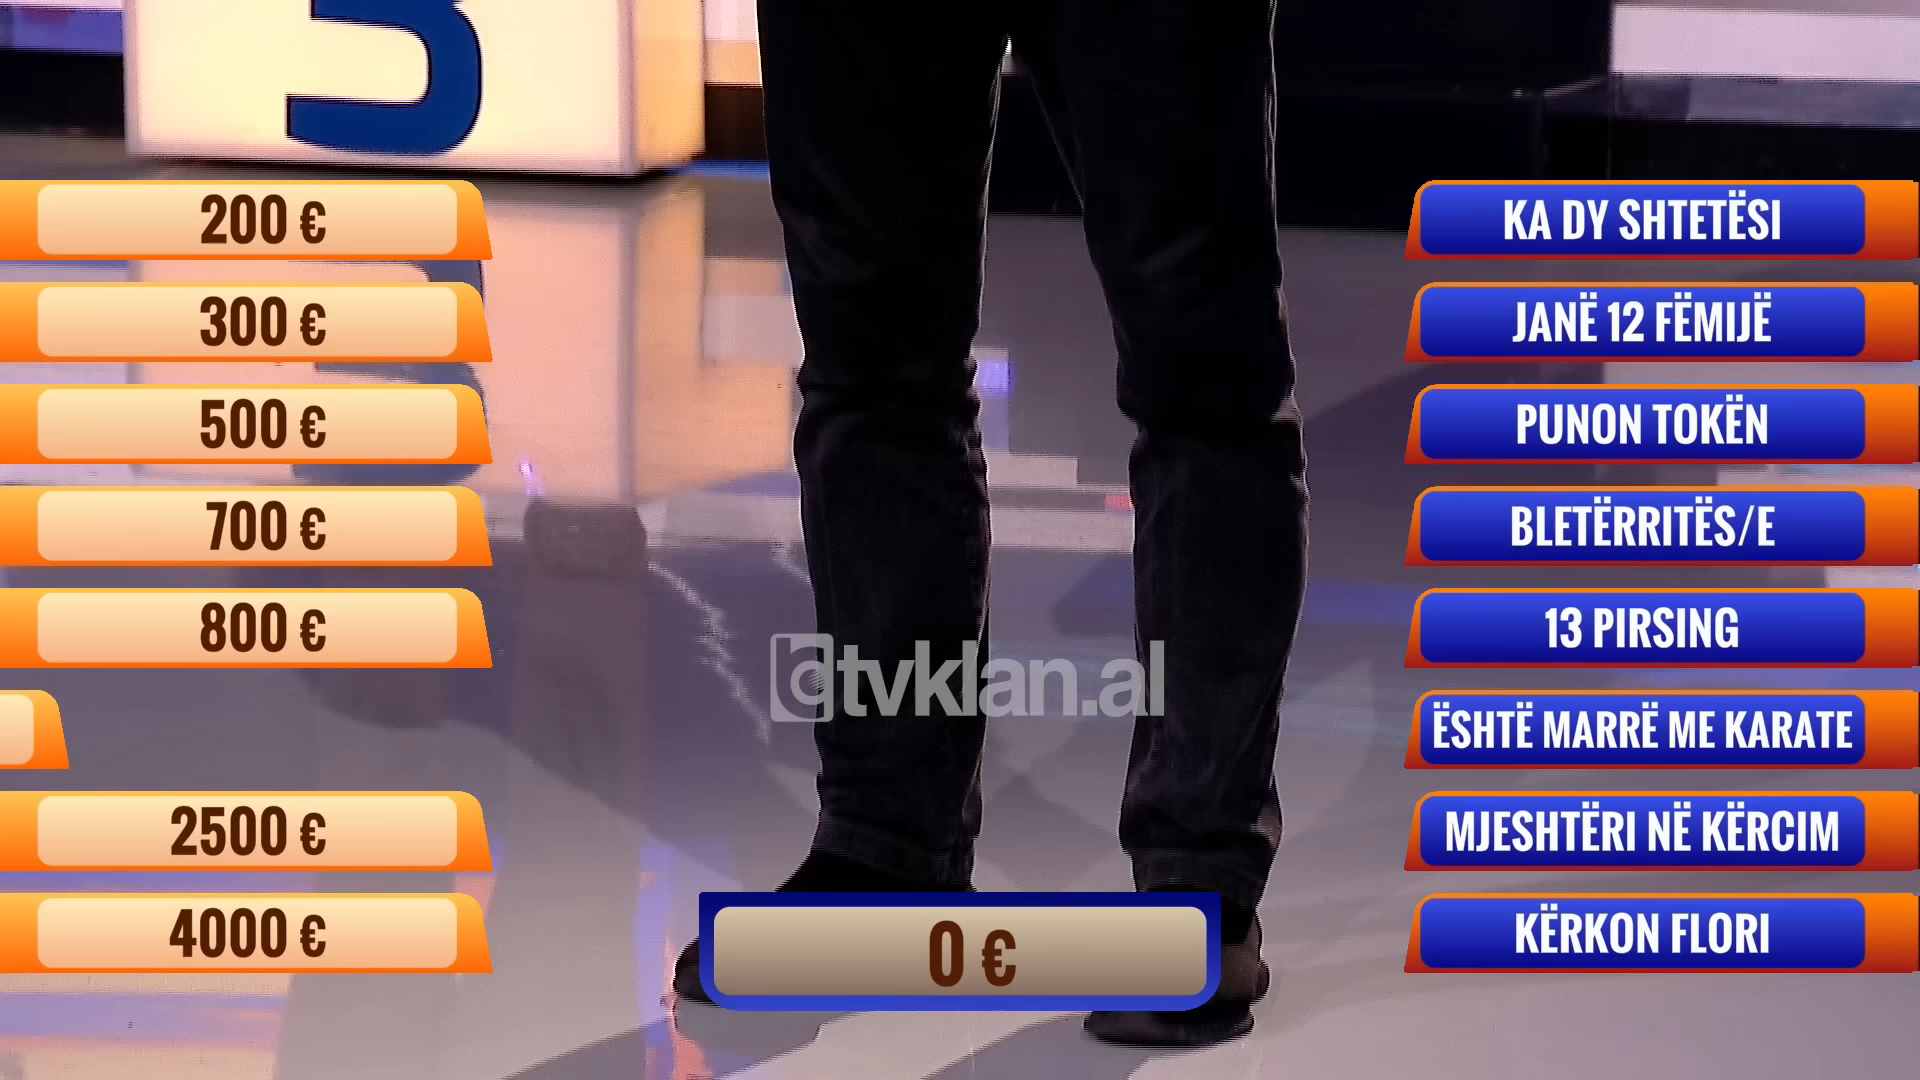 3
200 €
300 €
500 €
700 €
800 €
2500 €
4000 €
KA DY SHTETËSI
JANË 12 FËMIJË
PUNON TOKËN
BLETËRRITËS/E
13 PIRSING
ËSHTË MARRË ME KARATE
MJESHTËRI NË KËRCIM
KËRKON FLORI
tvklan.al
0 €